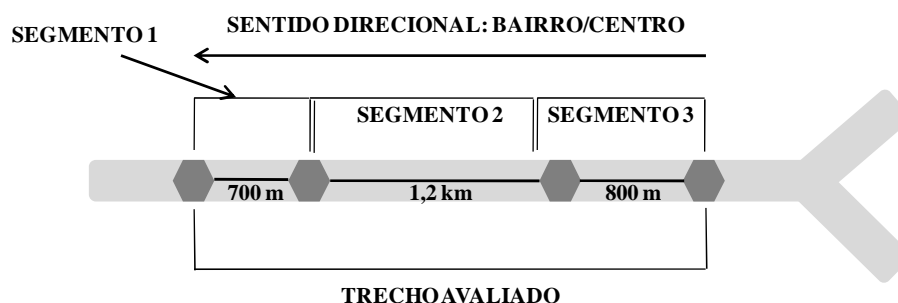 SENTIDO DIRECIONAL: BAIRRO/CENTRO
SEGMENTO 1
SEGMENTO 2
SEGMENTO 3
700 m
1,2 km
800 m
TRECHO AVALIADO